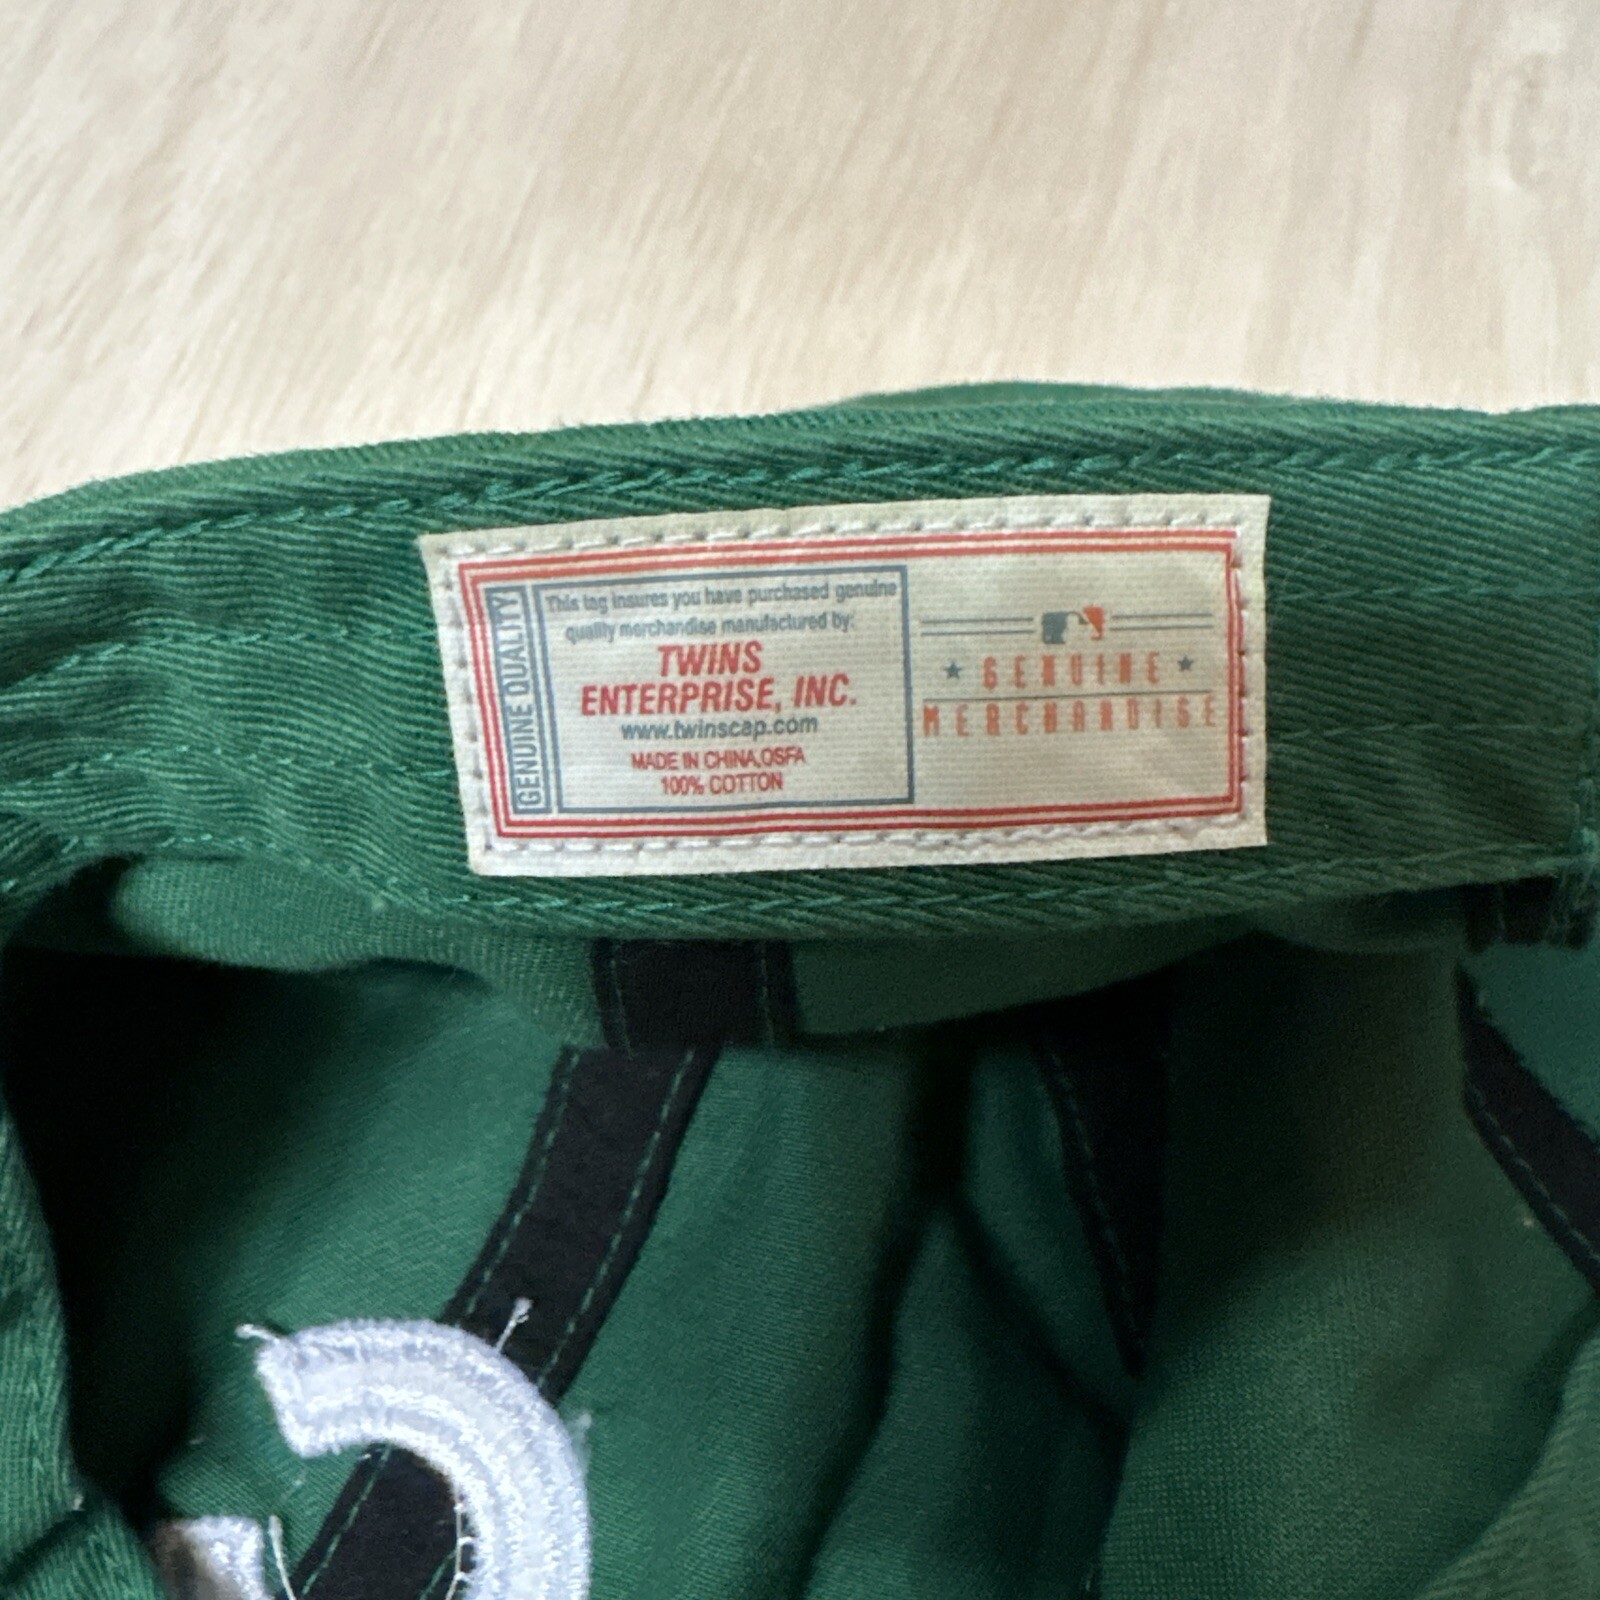 GENUINE QUALITY
This tag insures you have purchased genuine
quality merchandise manufactured by:
TWINS
ENTERPRISE, INC.
www.twinscap.com
MADE IN CHINA,OSFA
100% COTTON
GENUINE
MERCHANDISE